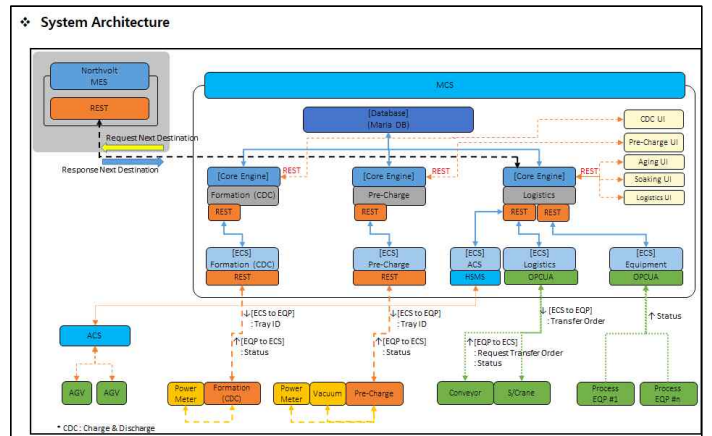 ❖ System Architecture
Northvolt
MES
REST
MCS
[Database]
(Maria DB)
CDC UI
Pre-Charge UI
Aging UI
Soaking UI
Logistics UI
Request Next Destination
Response Next Destination
[Core Engine]
Formation (CDC)
REST
REST
[Core Engine]
Pre-Charge
REST
REST
[Core Engine]
Logistics
REST
REST
REST
[ECS]
Formation (CDC)
REST
[ECS]
Pre-Charge
REST
[ECS]
ACS
HSMS
[ECS]
Logistics
OPCUA
[ECS]
Equipment
OPCUA
↓[ECS to EQP]
: Tray ID
↑[EQP to ECS]
: Status
↓[ECS to EQP]
: Tray ID
↑[EQP to ECS]
: Status
↓[ECS to EQP]
: Transfer Order
↑[EQP to ECS]
: Request Transfer Order
: Status
↑Status
ACS
AGV
AGV
Power
Meter
Formation
(CDC)
Power
Meter
Vacuum
Pre-Charge
Conveyor
S/Crane
Process
EQP #1
Process
EQP #n
* CDC : Charge & Discharge